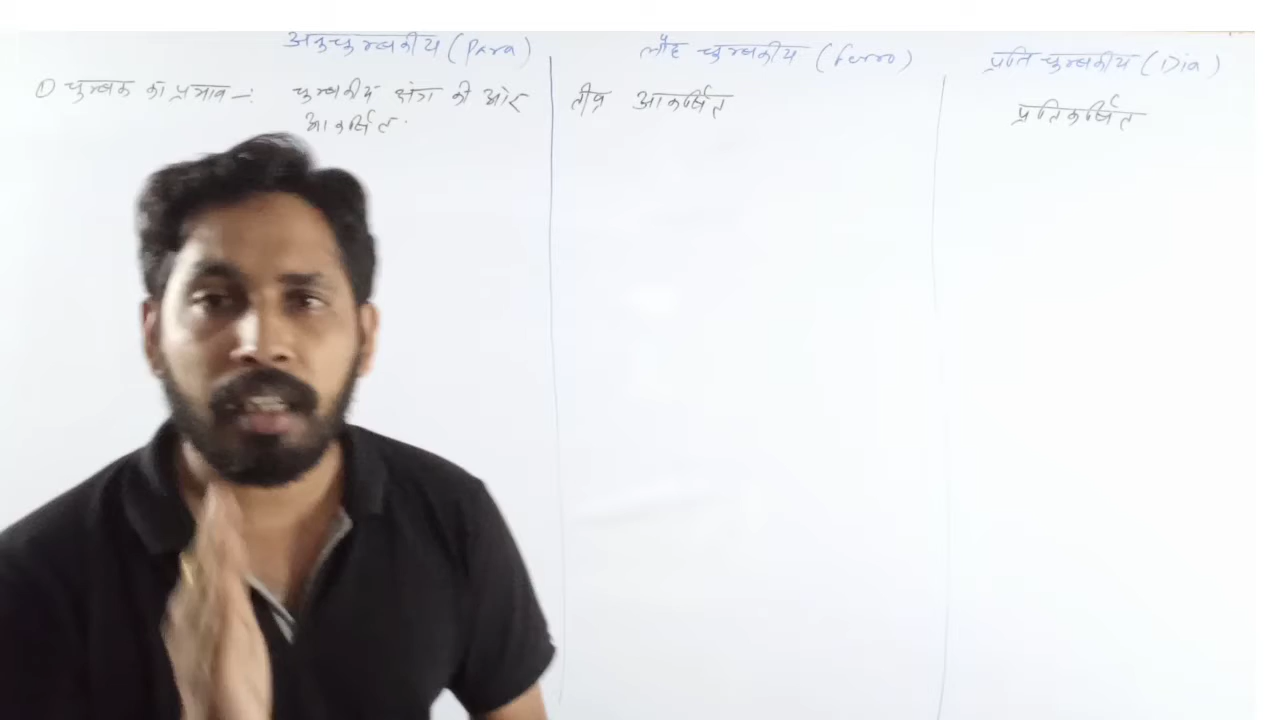 अनुचुम्बकीय (Para)
लौह चुम्बकीय (Ferro)
प्रति चुम्बकीय (Dia)
① चुम्बक का प्रभाव -:
चुम्बकीय क्षेत्र की ओर
आकर्षित.
तीव्र आकर्षित
प्रतिकर्षित